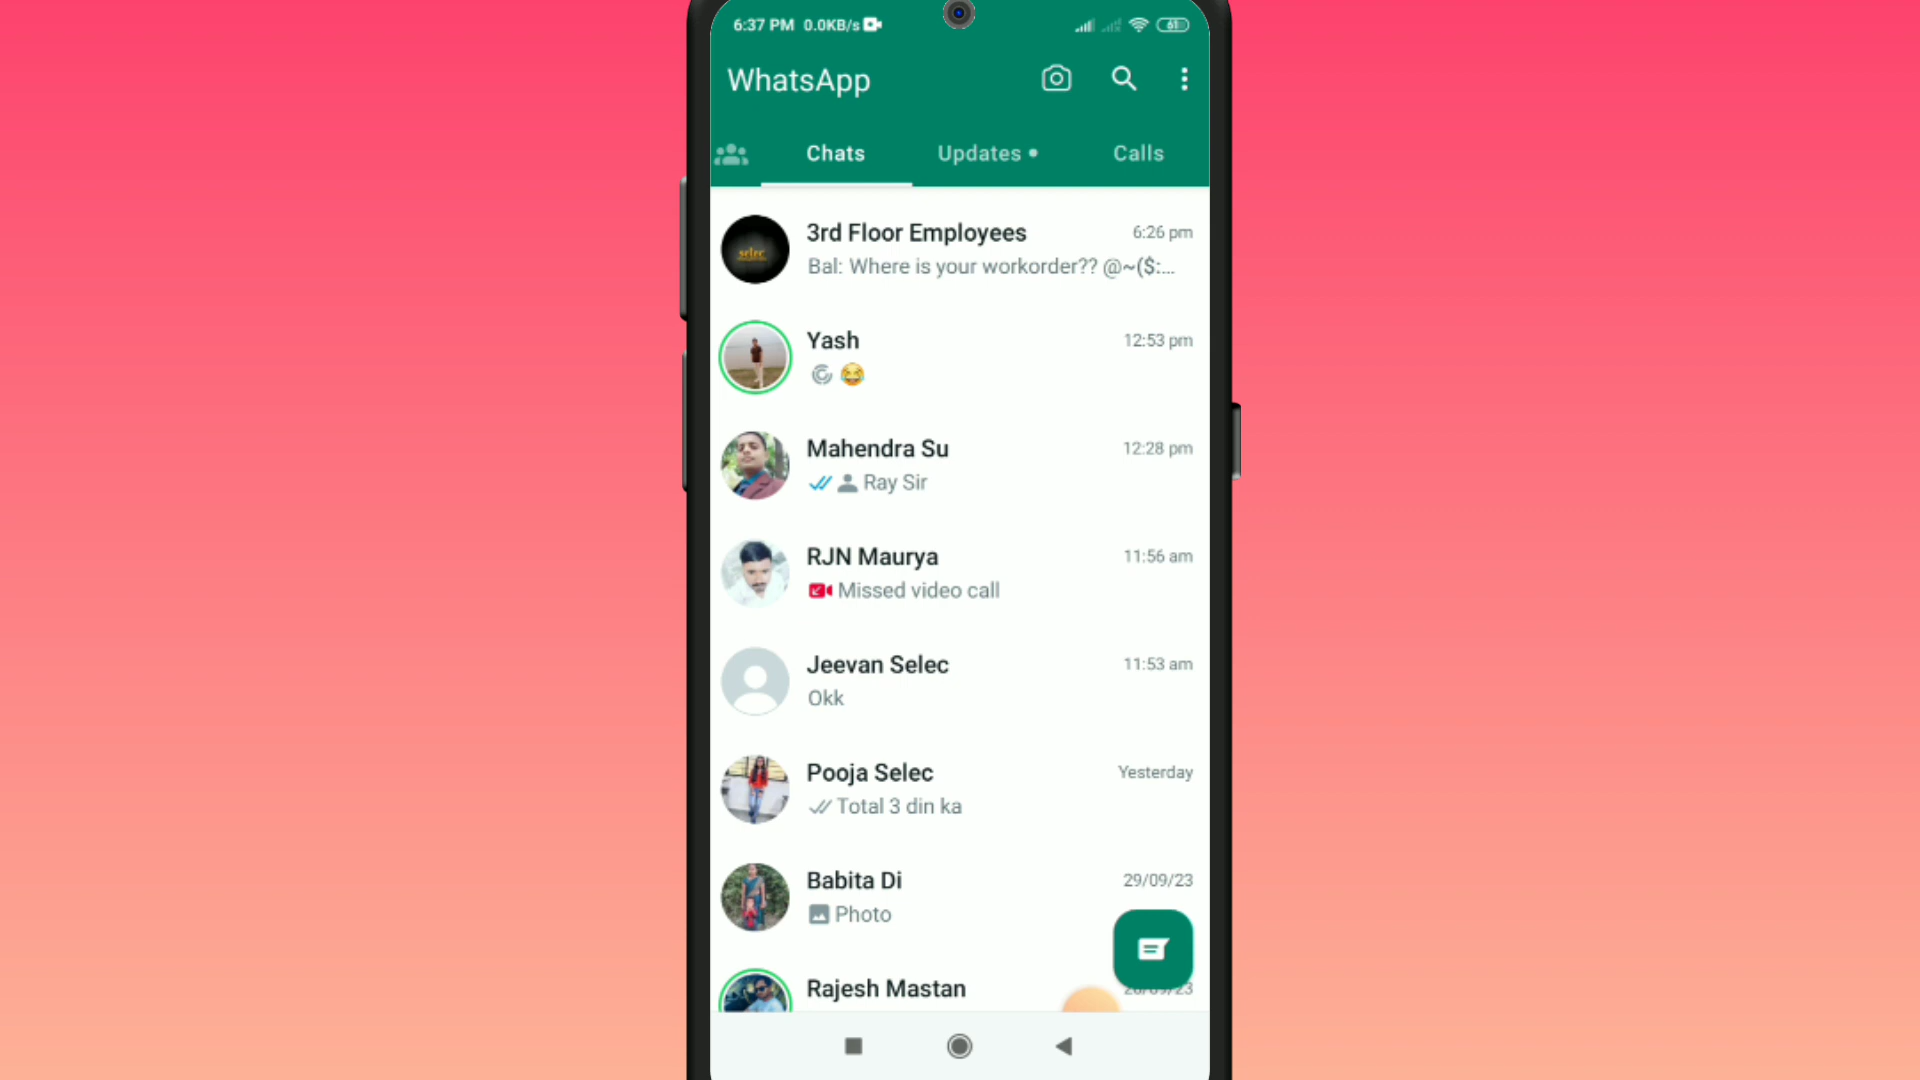 6:37 PM 0.0KB/s 61
WhatsApp
Chats Updates • Calls
selec
3rd Floor Employees 6:26 pm
Bal: Where is your workorder?? @~($:...
Yash 12:53 pm
😂
Mahendra Su 12:28 pm
Ray Sir
RJN Maurya 11:56 am
Missed video call
Jeevan Selec 11:53 am
Okk
Pooja Selec Yesterday
Total 3 din ka
Babita Di 29/09/23
Photo
Rajesh Mastan